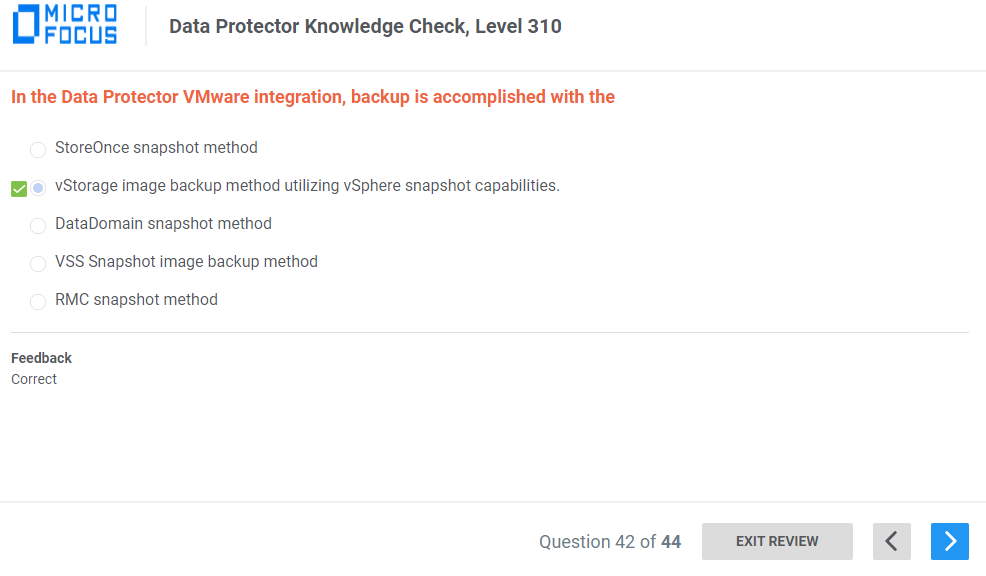 MICRO
FOCUS
Data Protector Knowledge Check, Level 310
In the Data Protector VMware integration, backup is accomplished with the
StoreOnce snapshot method
vStorage image backup method utilizing vSphere snapshot capabilities.
DataDomain snapshot method
VSS Snapshot image backup method
RMC snapshot method
Feedback
Correct
Question 42 of 44
EXIT REVIEW